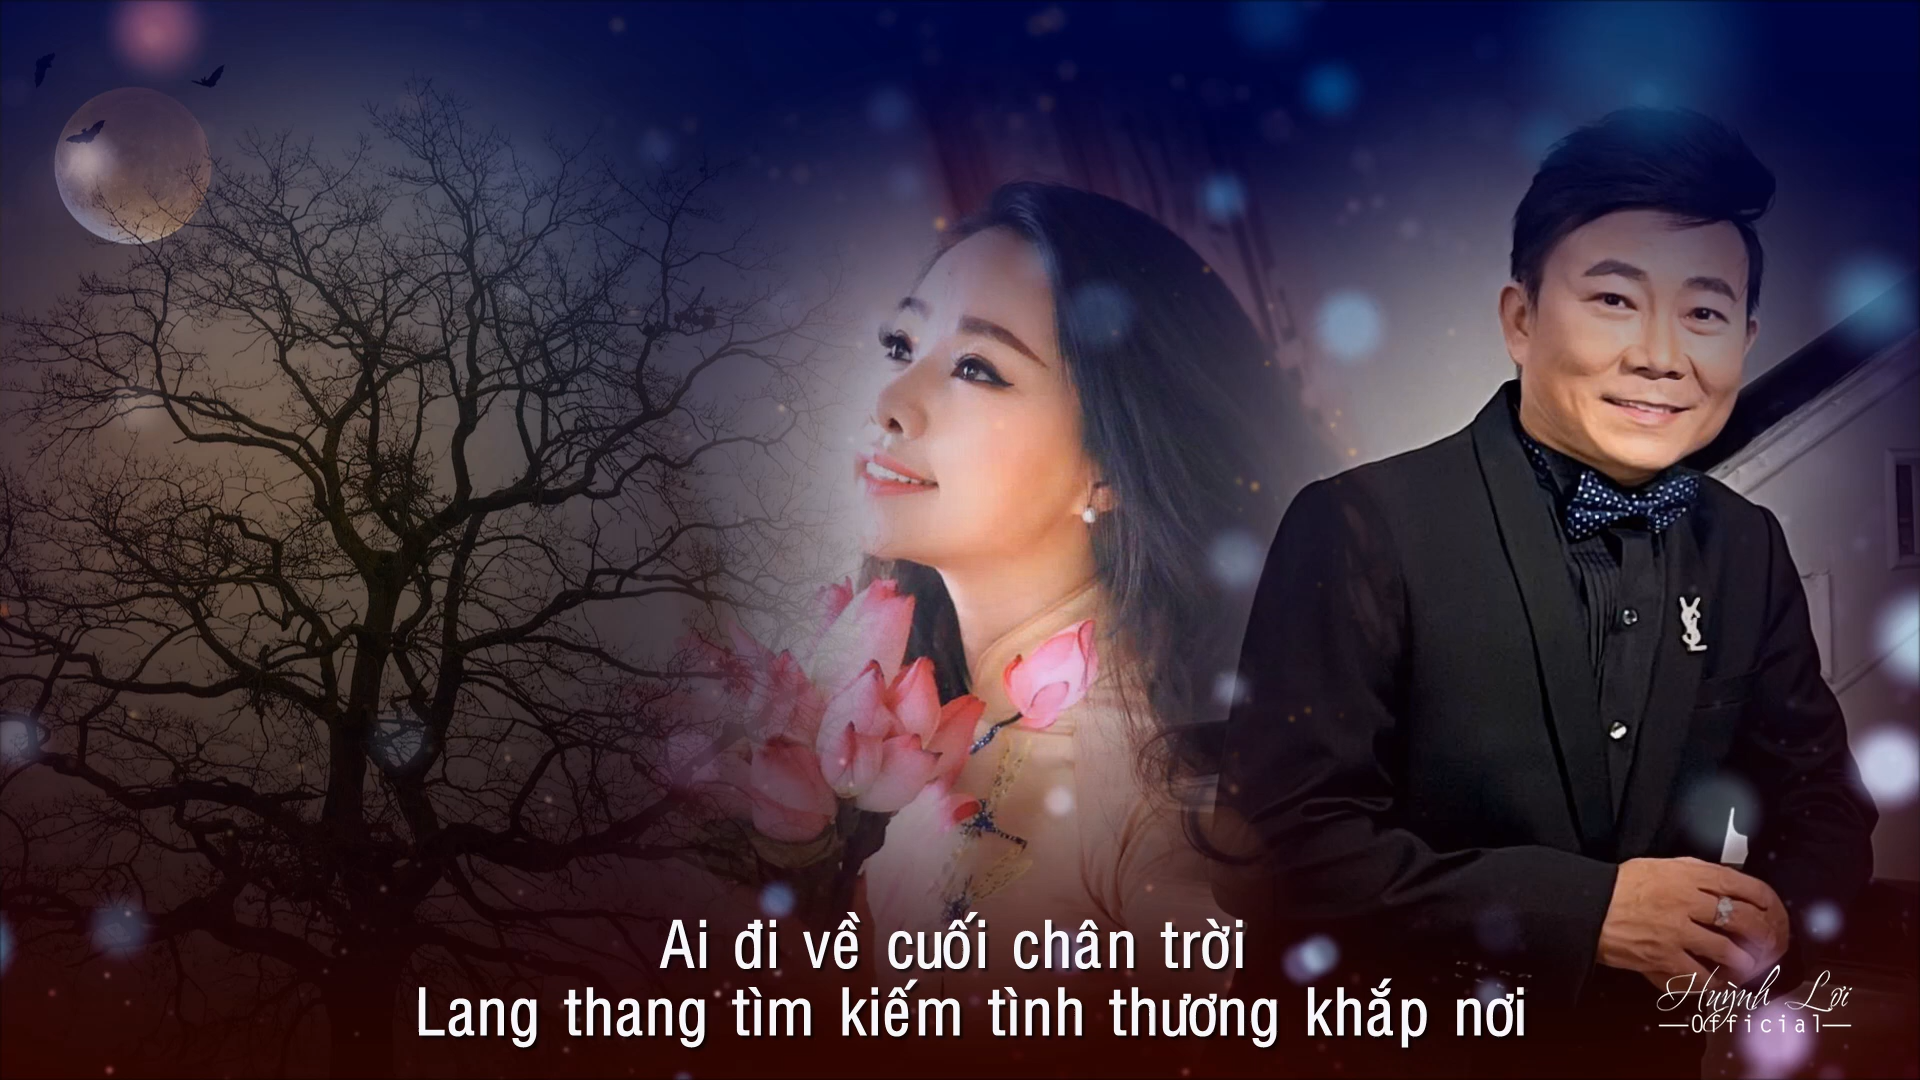 Ai đi về cuối chân trời
Lang thang tìm kiếm tình thương khắp nơi
Huỳnh Lợi
Official
YSL